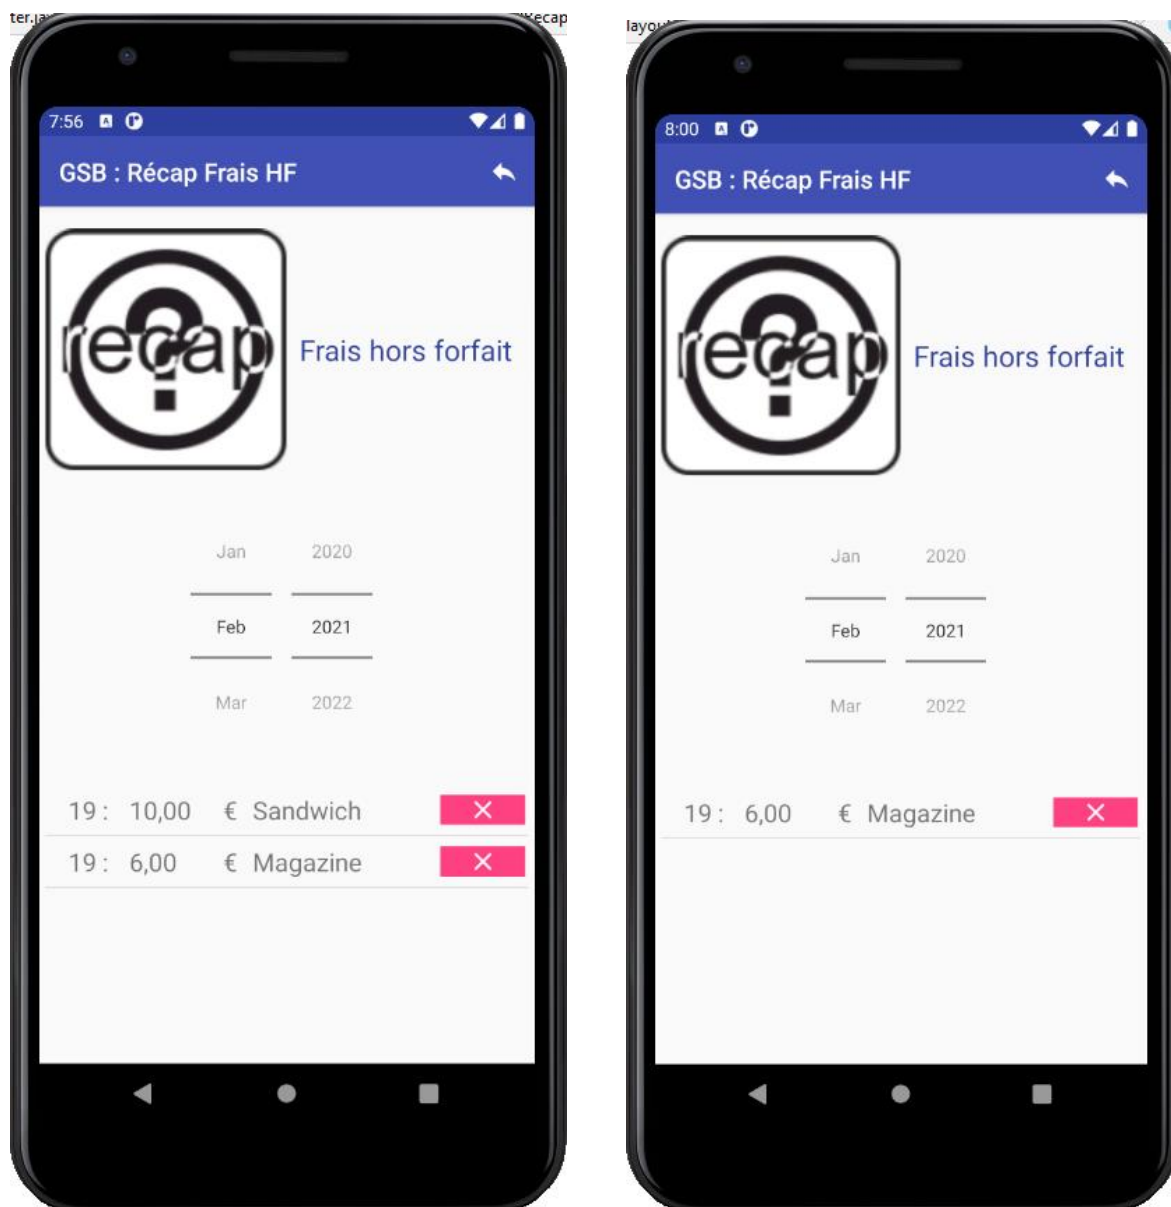 7:56
GSB : Récap Frais HF
recap
Frais hors forfait
Jan 2020
Feb 2021
Mar 2022
19 : 10,00 € Sandwich
19 : 6,00 € Magazine
8:00
GSB : Récap Frais HF
recap
Frais hors forfait
Jan 2020
Feb 2021
Mar 2022
19 : 6,00 € Magazine